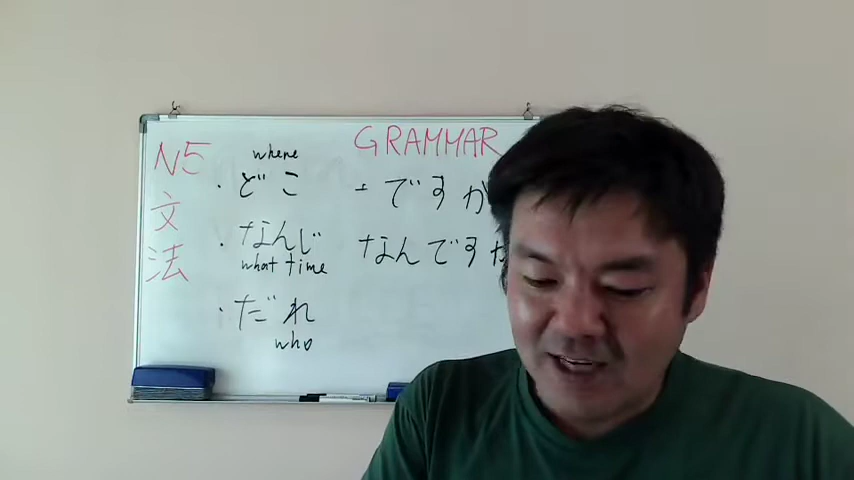 GRAMMAR
N5
文
法
where
・どこ + ですか
・なんじ なんですか
what time
・だれ
who